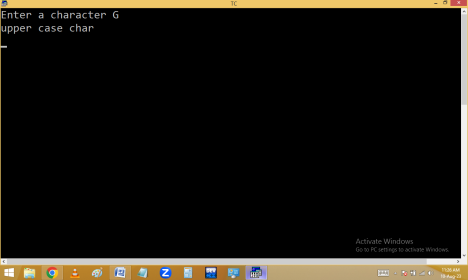 TC
Enter a character G
upper case char
Activate Windows
Go to PC settings to activate Windows.